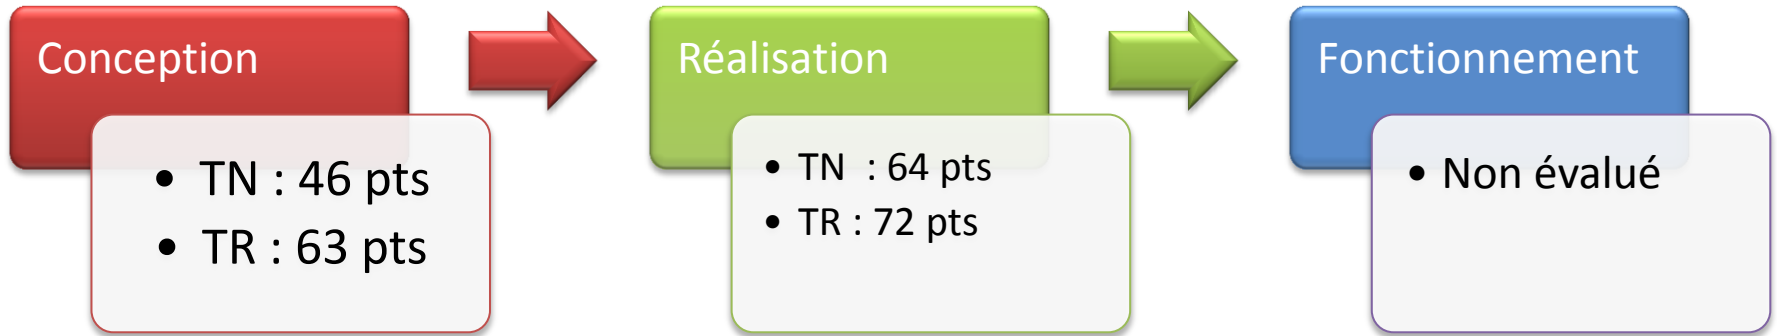 Conception
• TN : 46 pts
• TR : 63 pts
Réalisation
• TN  : 64 pts
• TR : 72 pts
Fonctionnement
• Non évalué